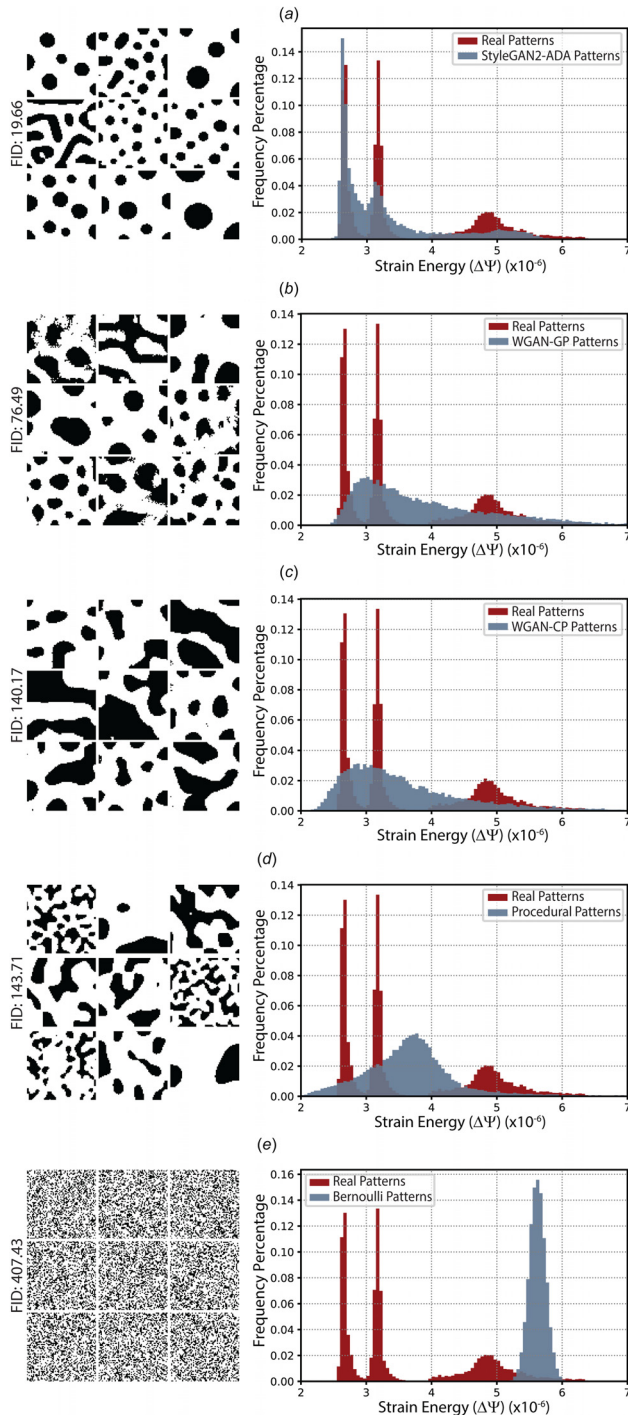 (a)
FID: 19.66
Frequency Percentage
0.14
0.12
0.10
0.08
0.06
0.04
0.02
0.00
Real Patterns
StyleGAN2-ADA Patterns
2 3 4 5 6 7
Strain Energy (ΔΨ) (x10-6)
(b)
FID: 76.49
Frequency Percentage
0.14
0.12
0.10
0.08
0.06
0.04
0.02
0.00
Real Patterns
WGAN-GP Patterns
2 3 4 5 6 7
Strain Energy (ΔΨ) (x10-6)
(c)
FID: 140.17
Frequency Percentage
0.14
0.12
0.10
0.08
0.06
0.04
0.02
0.00
Real Patterns
WGAN-CP Patterns
2 3 4 5 6 7
Strain Energy (ΔΨ) (x10-6)
(d)
FID: 143.71
Frequency Percentage
0.14
0.12
0.10
0.08
0.06
0.04
0.02
0.00
Real Patterns
Procedural Patterns
2 3 4 5 6 7
Strain Energy (ΔΨ) (x10-6)
(e)
FID: 407.43
Frequency Percentage
0.16
0.14
0.12
0.10
0.08
0.06
0.04
0.02
0.00
Real Patterns
Bernoulli Patterns
2 3 4 5 6 7
Strain Energy (ΔΨ) (x10-6)